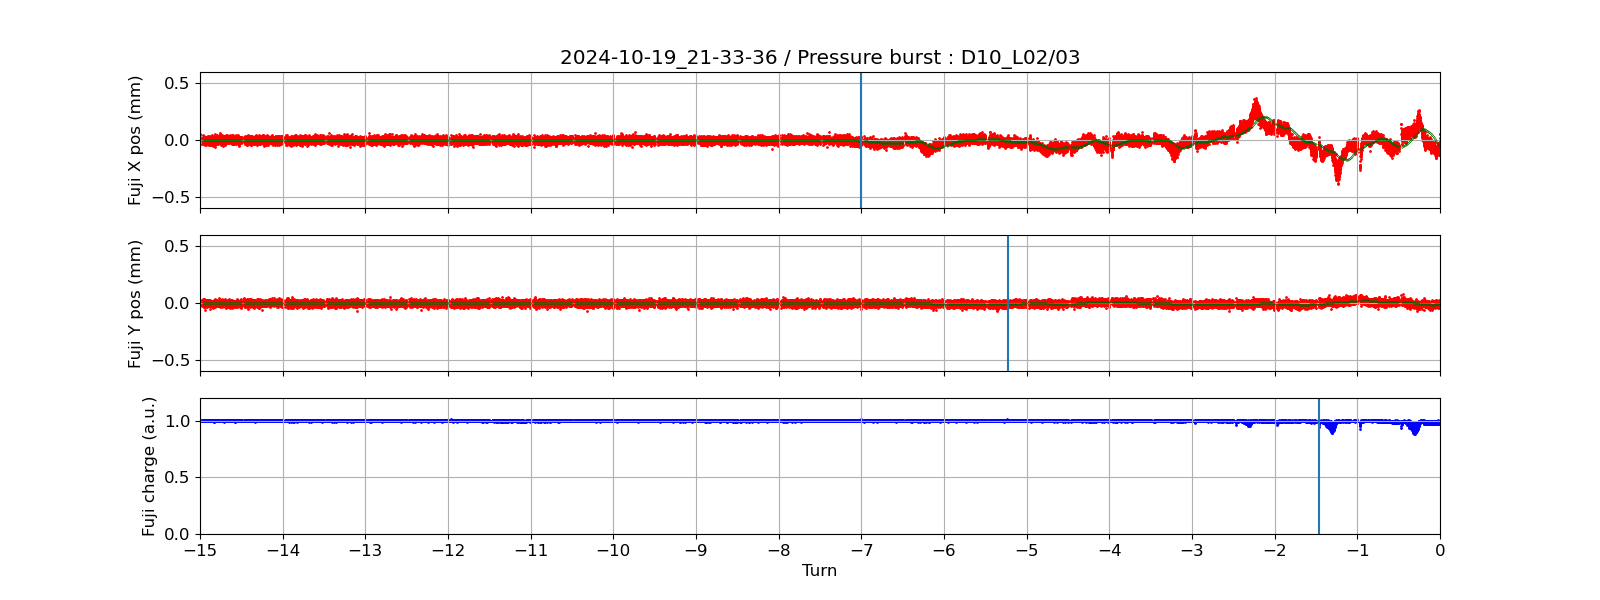 2024-10-19_21-33-36 / Pressure burst : D10_L02/03
Fuji X pos (mm)
0.5
0.0
−0.5
Fuji Y pos (mm)
0.5
0.0
−0.5
Fuji charge (a.u.)
1.0
0.5
0.0
−15 −14 −13 −12 −11 −10 −9 −8 −7 −6 −5 −4 −3 −2 −1 0
Turn